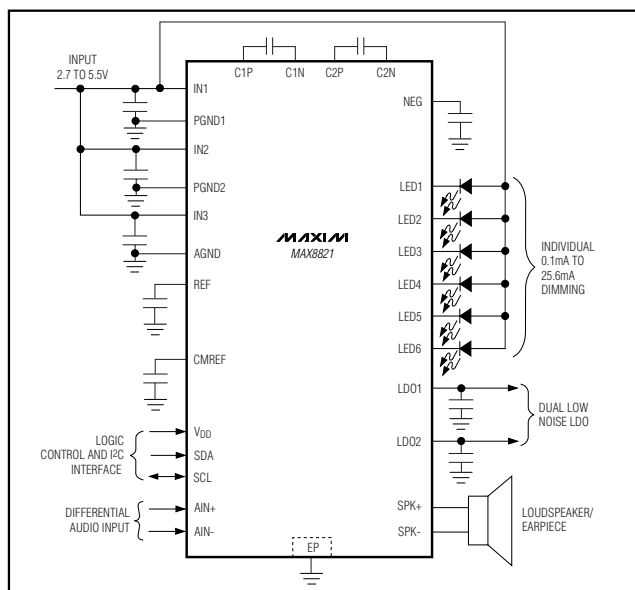 INPUT
2.7 TO 5.5V
C1P
C1N
C2P
C2N
IN1
PGND1
IN2
PGND2
IN3
AGND
REF
CMREF
VDD
SDA
SCL
AIN+
AIN-
LOGIC
CONTROL AND I2C
INTERFACE
DIFFERENTIAL
AUDIO INPUT
MAXIM
MAX8821
EP
NEG
LED1
LED2
LED3
LED4
LED5
LED6
LDO1
LDO2
SPK+
SPK-
INDIVIDUAL
0.1mA TO
25.6mA
DIMMING
DUAL LOW
NOISE LDO
LOUDSPEAKER/
EARPIECE